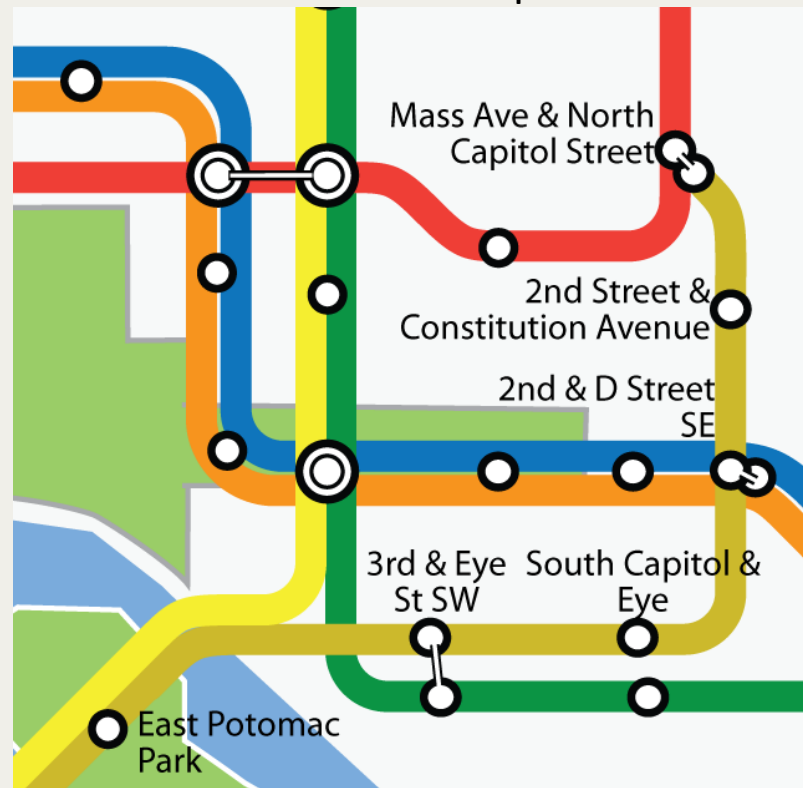 Mass Ave & North
Capitol Street
2nd Street &
Constitution Avenue
2nd & D Street
SE
3rd & Eye
St SW
South Capitol &
Eye
East Potomac
Park